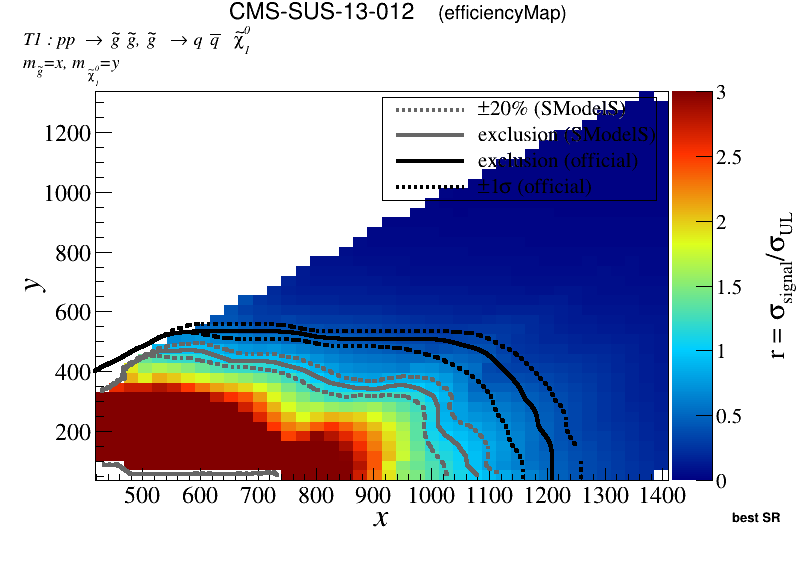 CMS-SUS-13-012 (efficiencyMap)
T1 : pp → g̃ g̃, g̃ → q q̅ χ̃₁⁰
m_g̃=x, m_χ̃₁⁰=y
±20% (SModelS)
exclusion (SModelS)
exclusion (official)
±1σ (official)
1200
1000
800
600
400
200
y
500 600 700 800 900 1000 1100 1200 1300 1400
x
3
2.5
2
1.5
1
0.5
0
r = σ_signal/σ_UL
best SR